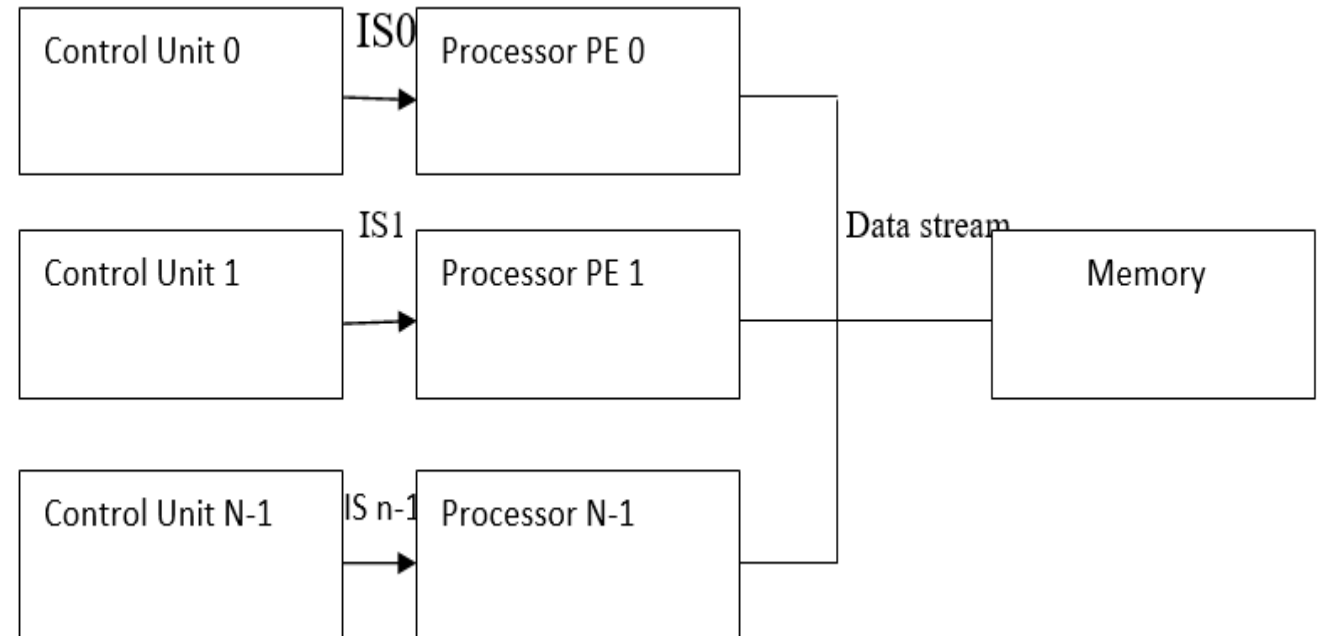 Control Unit 0
IS0
Processor PE 0
IS1
Data stream
Control Unit 1
Processor PE 1
Memory
Control Unit N-1
IS n-1
Processor N-1